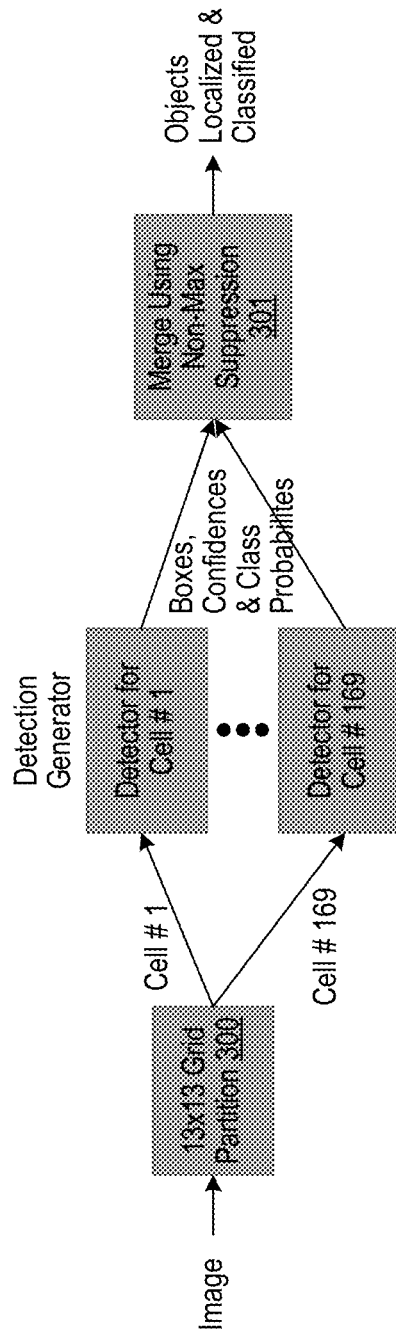 Image
13x13 Grid
Partition 300
Cell # 1
Cell # 169
Detection
Generator
Detector for
Cell # 1
Detector for
Cell # 169
Boxes,
Confidences
& Class
Probabilites
Merge Using
Non-Max
Suppression
301
Objects
Localized &
Classified